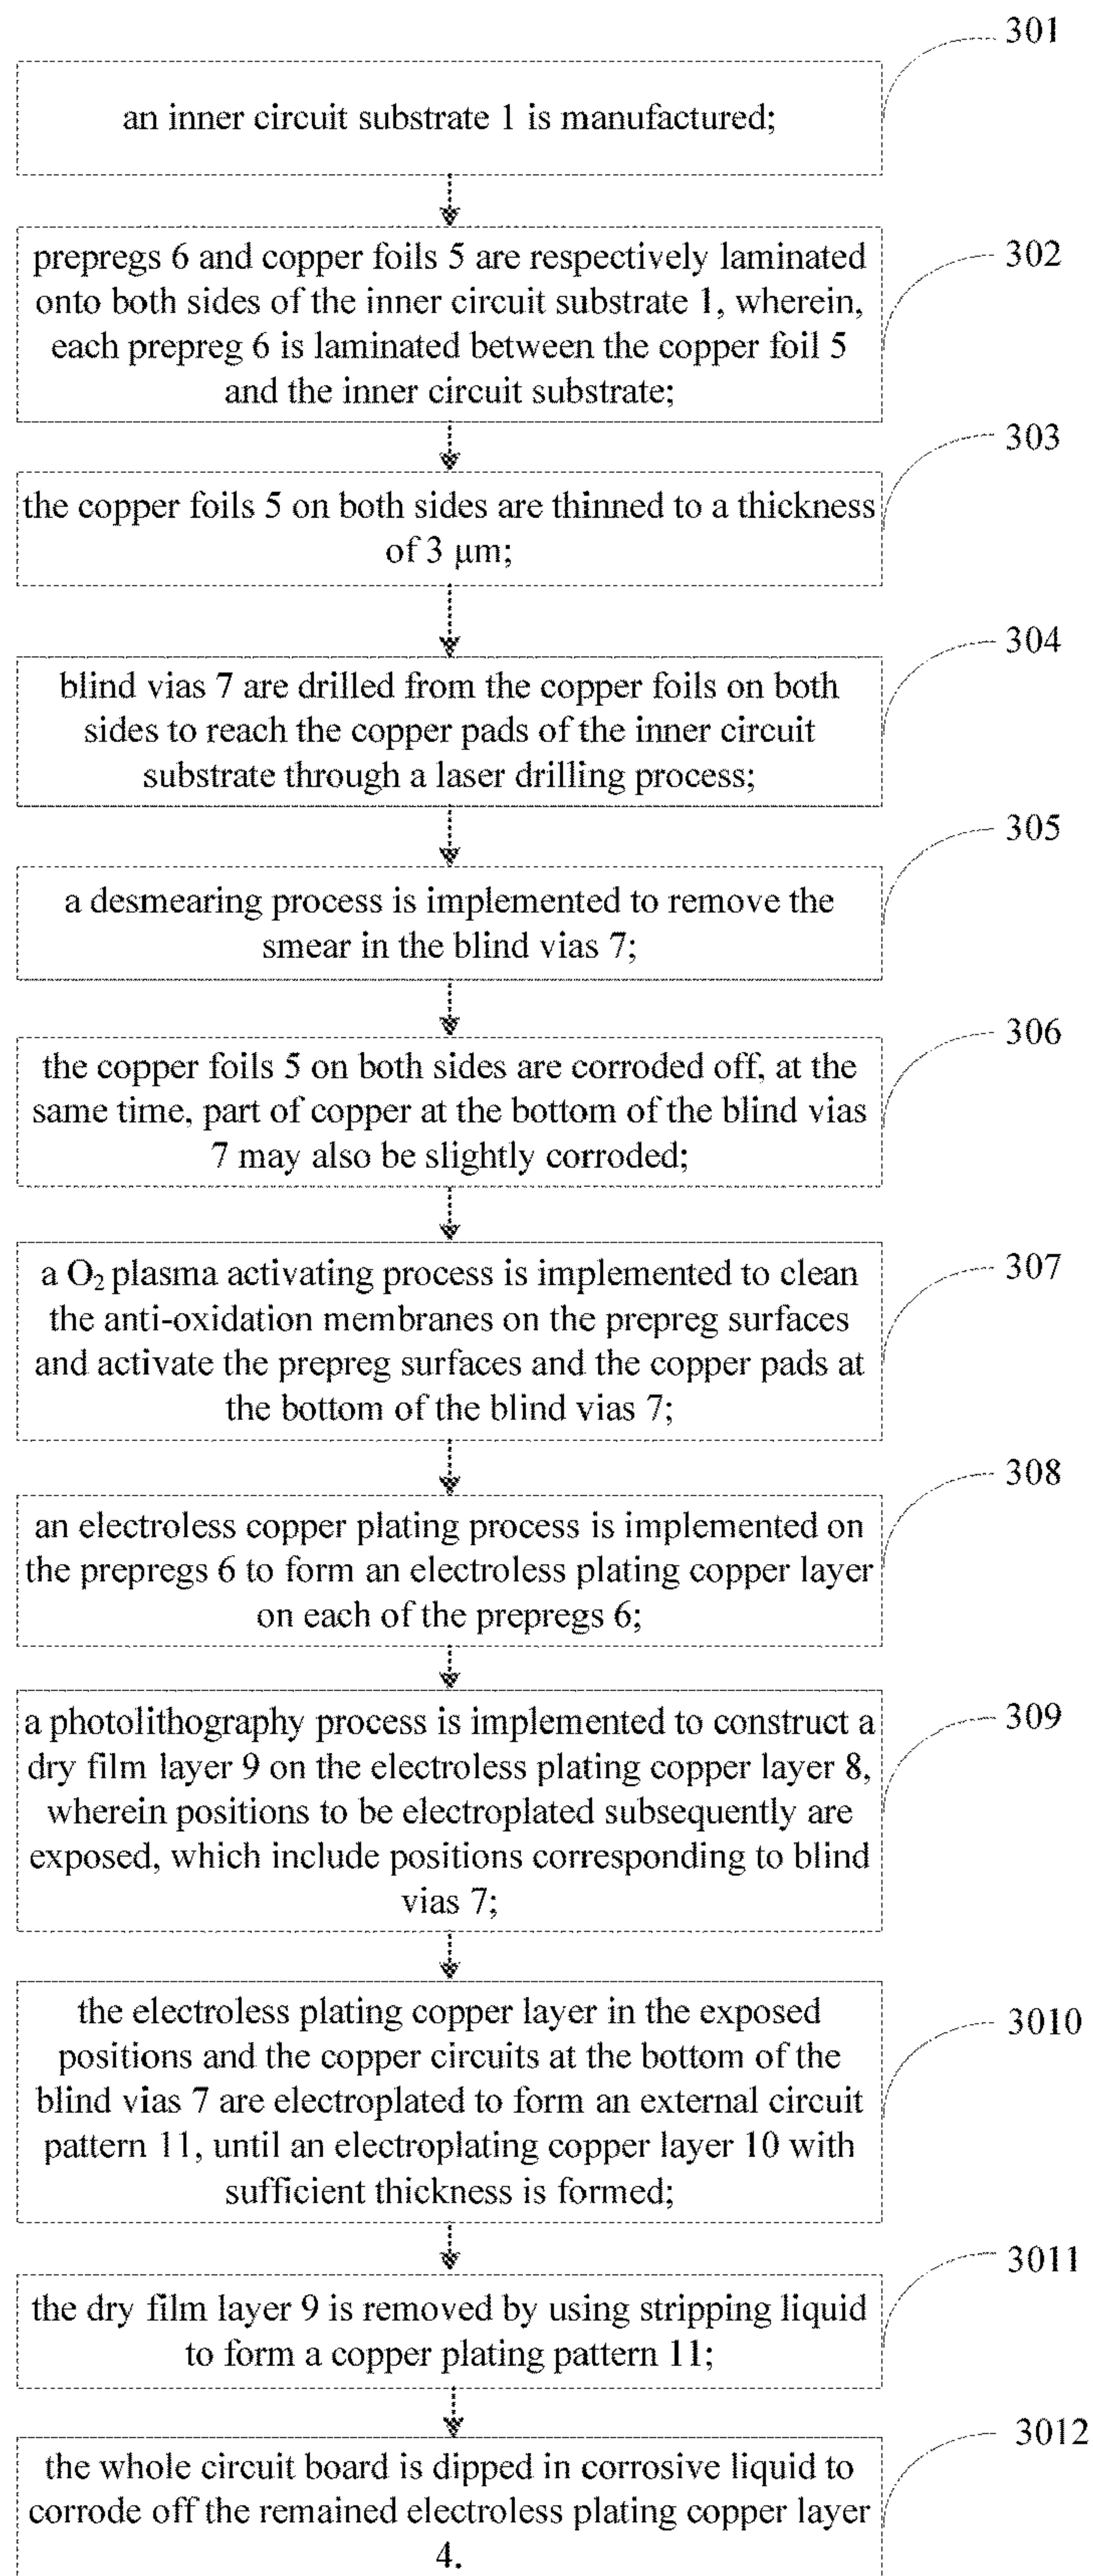 301
an inner circuit substrate 1 is manufactured;
302
prepregs 6 and copper foils 5 are respectively laminated
onto both sides of the inner circuit substrate 1, wherein,
each prepreg 6 is laminated between the copper foil 5
and the inner circuit substrate;
303
the copper foils 5 on both sides are thinned to a thickness
of 3 μm;
304
blind vias 7 are drilled from the copper foils on both
sides to reach the copper pads of the inner circuit
substrate through a laser drilling process;
305
a desmearing process is implemented to remove the
smear in the blind vias 7;
306
the copper foils 5 on both sides are corroded off, at the
same time, part of copper at the bottom of the blind vias
7 may also be slightly corroded;
307
a O₂ plasma activating process is implemented to clean
the anti-oxidation membranes on the prepreg surfaces
and activate the prepreg surfaces and the copper pads at
the bottom of the blind vias 7;
308
an electroless copper plating process is implemented on
the prepregs 6 to form an electroless plating copper layer
on each of the prepregs 6;
309
a photolithography process is implemented to construct a
dry film layer 9 on the electroless plating copper layer 8,
wherein positions to be electroplated subsequently are
exposed, which include positions corresponding to blind
vias 7;
3010
the electroless plating copper layer in the exposed
positions and the copper circuits at the bottom of the
blind vias 7 are electroplated to form an external circuit
pattern 11, until an electroplating copper layer 10 with
sufficient thickness is formed;
3011
the dry film layer 9 is removed by using stripping liquid
to form a copper plating pattern 11;
3012
the whole circuit board is dipped in corrosive liquid to
corrode off the remained electroless plating copper layer
4.